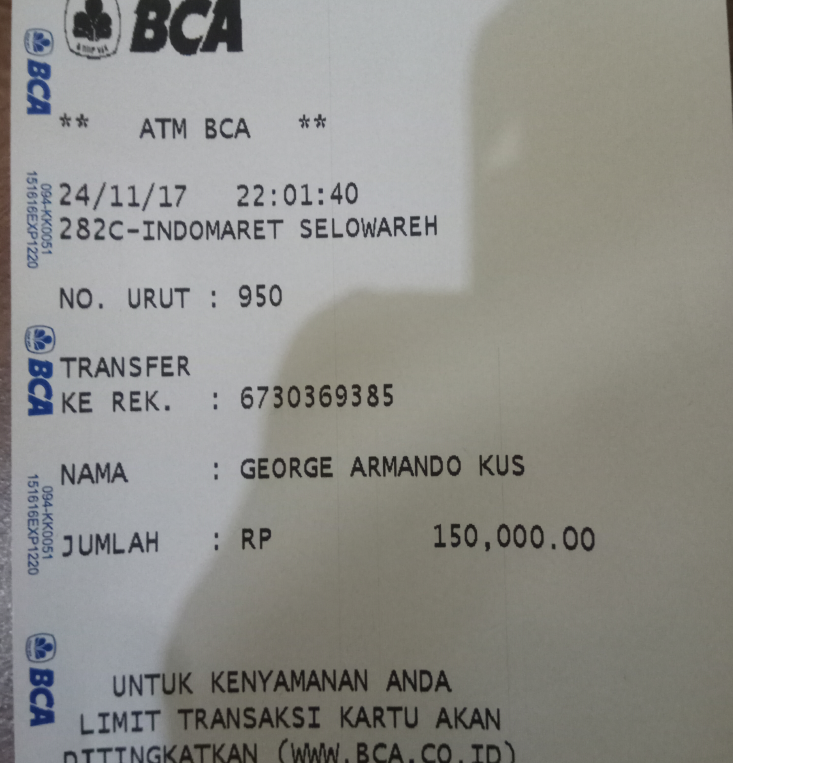 BCA
** ATM BCA **
24/11/17 22:01:40
282C-INDOMARET SELOWAREH
NO. URUT : 950
TRANSFER
KE REK. : 6730369385
NAMA : GEORGE ARMANDO KUS
JUMLAH : RP 150,000.00
UNTUK KENYAMANAN ANDA
LIMIT TRANSAKSI KARTU AKAN
DITINGKATKAN (WWW.BCA.CO.ID)
BCA
094-KK0051
151616EXP1220
BCA
094-KK0051
151616EXP1220
BCA